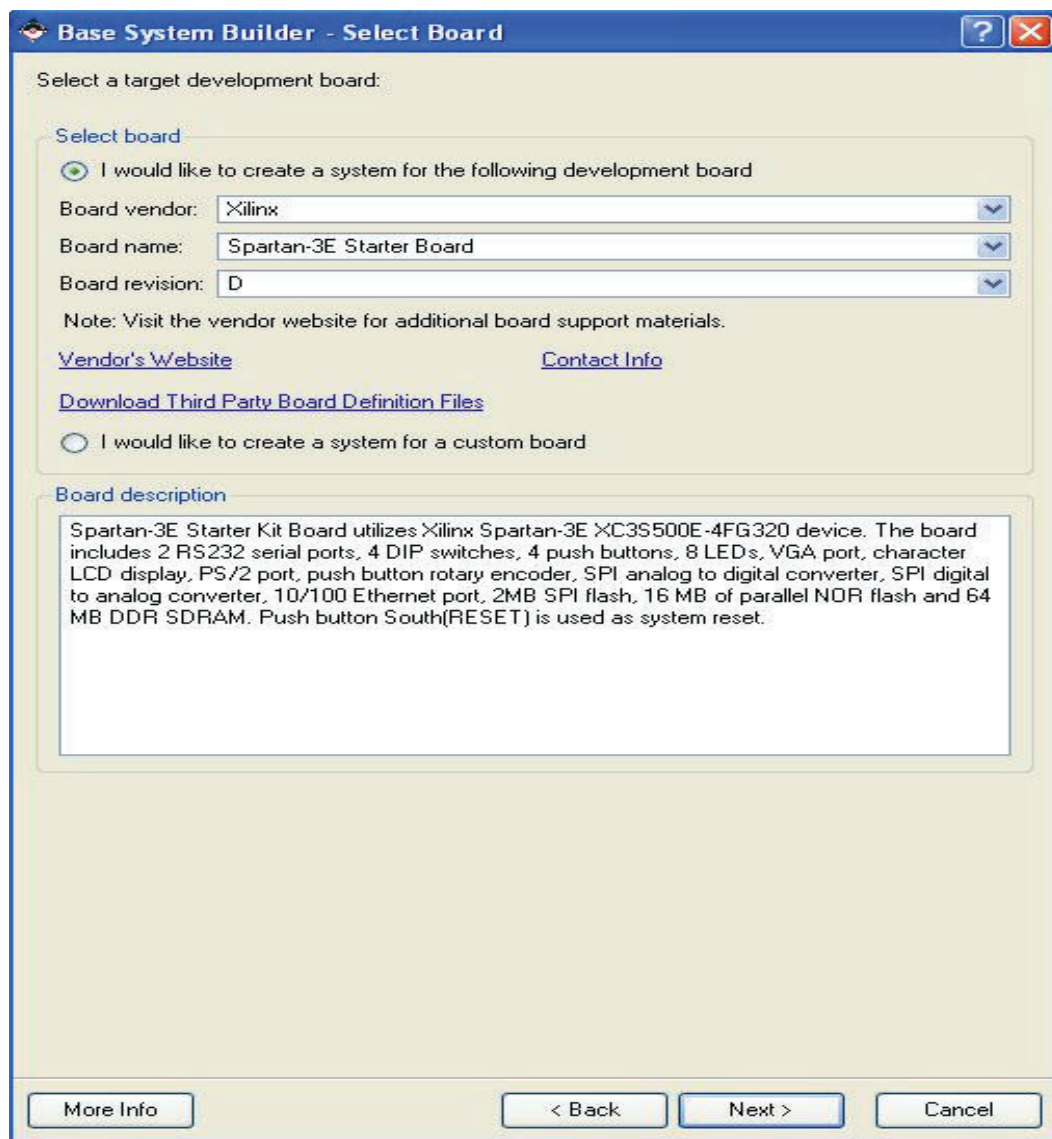 Base System Builder - Select Board
Select a target development board:
Select board
I would like to create a system for the following development board
Board vendor: Xilinx
Board name: Spartan-3E Starter Board
Board revision: D
Note: Visit the vendor website for additional board support materials.
Vendor's Website Contact Info
Download Third Party Board Definition Files
I would like to create a system for a custom board
Board description
Spartan-3E Starter Kit Board utilizes Xilinx Spartan-3E XC3S500E-4FG320 device. The board
includes 2 RS232 serial ports, 4 DIP switches, 4 push buttons, 8 LEDs, VGA port, character
LCD display, PS/2 port, push button rotary encoder, SPI analog to digital converter, SPI digital
to analog converter, 10/100 Ethernet port, 2MB SPI flash, 16 MB of parallel NOR flash and 64
MB DDR SDRAM. Push button South(RESET) is used as system reset.
More Info < Back Next > Cancel